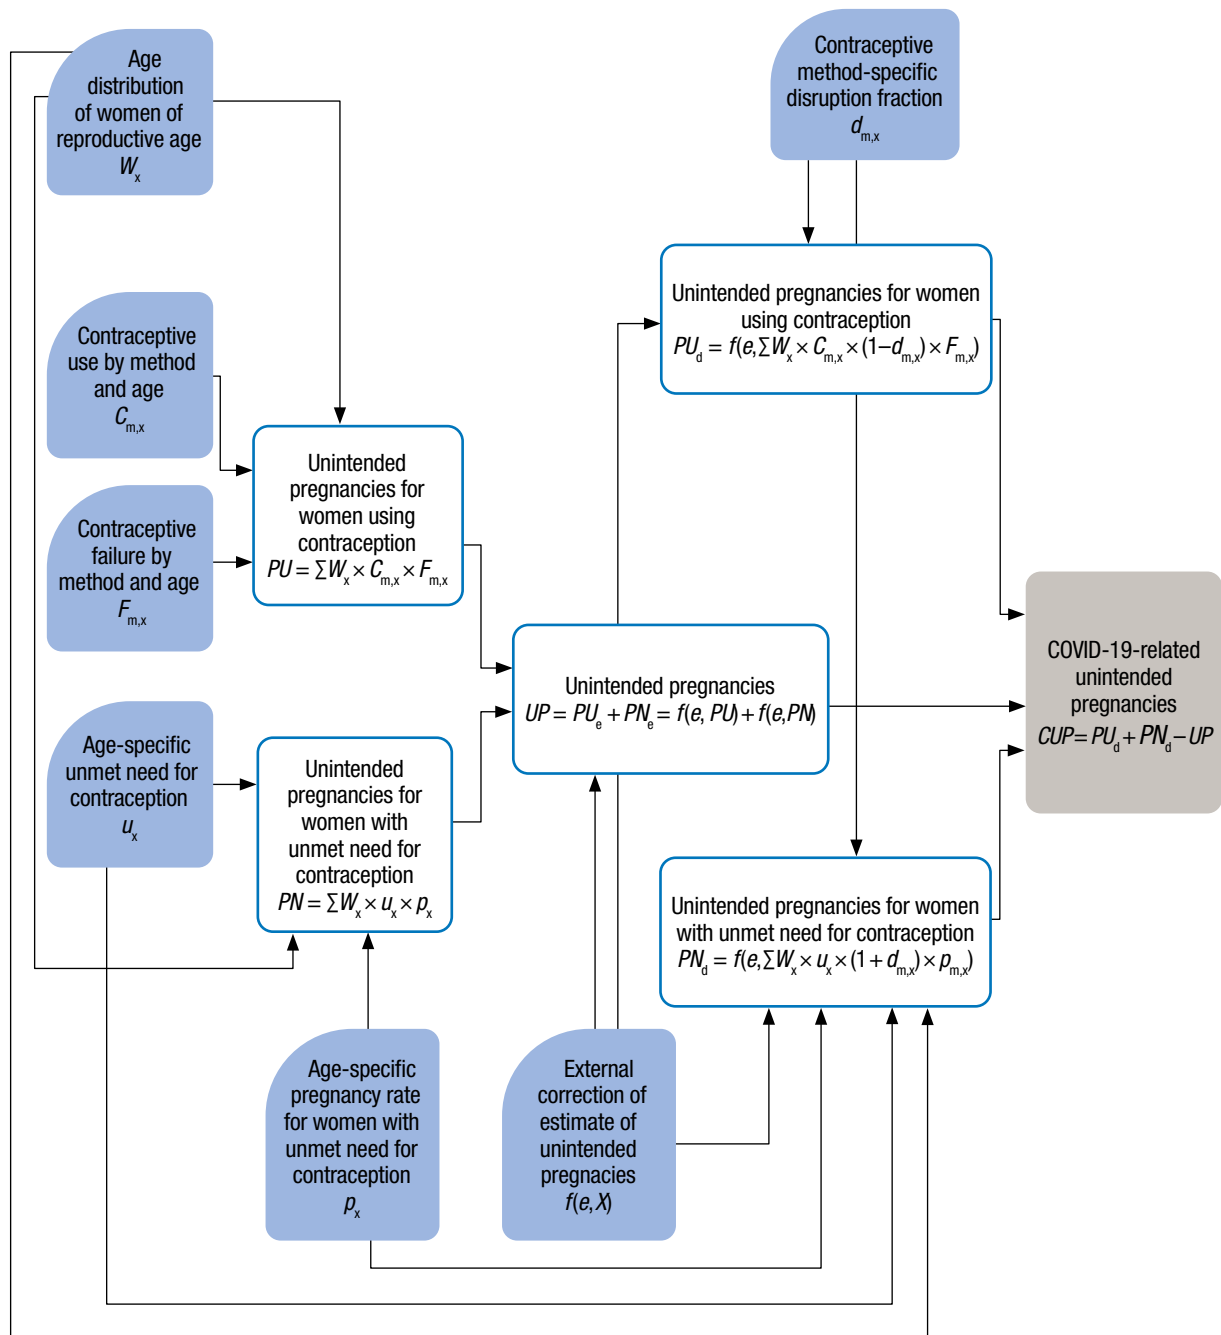 Age
distribution
of women of
reproductive age
Wx
Contraceptive
method-specific
disruption fraction
dm,x
Unintended pregnancies for women
using contraception
PUd = f(e,∑Wx × Cm,x × (1–dm,x) × Fm,x)
Contraceptive
use by method
and age
Cm,x
Unintended
pregnancies for
women using
contraception
PU = ∑Wx × Cm,x × Fm,x
Contraceptive
failure by
method and age
Fm,x
Unintended pregnancies
UP = PUe + PNe = f(e, PU) + f(e,PN)
COVID-19-related
unintended
pregnancies
CUP = PUd + PNd – UP
Age-specific
unmet need for
contraception
ux
Unintended
pregnancies for
women with
unmet need for
contraception
PN = ∑Wx × ux × px
Unintended pregnancies for women
with unmet need for contraception
PNd = f(e,∑Wx × ux × (1 + dm,x) × pm,x)
Age-specific
pregnancy rate
for women with
unmet need for
contraception
px
External
correction of
estimate of
unintended
pregnacies
f(e, X)